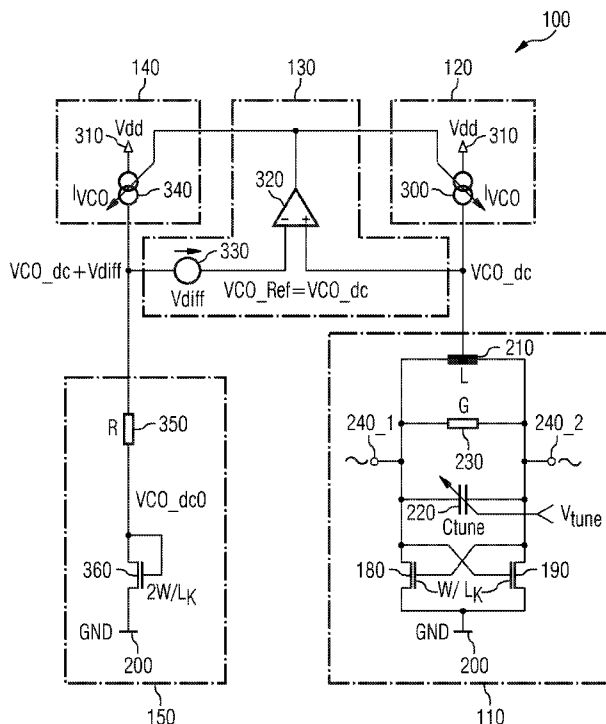 100
140 130 120
310 Vdd Vdd 310
320
IVCO 340 300 IVCO
- +
330
VCO_dc+Vdiff VCO_dc
Vdiff VCO_Ref=VCO_dc
210
L
R 350 G
240_1 240_2
230
~ ~
VCO_dc0
220 Vtune
Ctune
360 180 190
2W/LK W/LK
GND GND
200 200
150 110